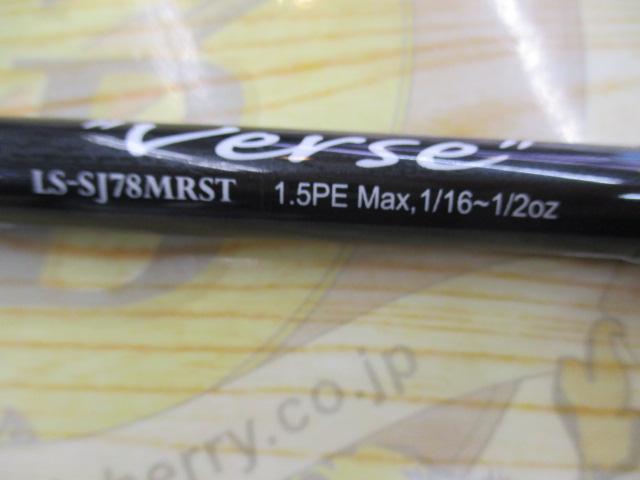 "Verse"
LS-SJ78MRST 1.5PE Max,1/16~1/2oz
berry.co.jp